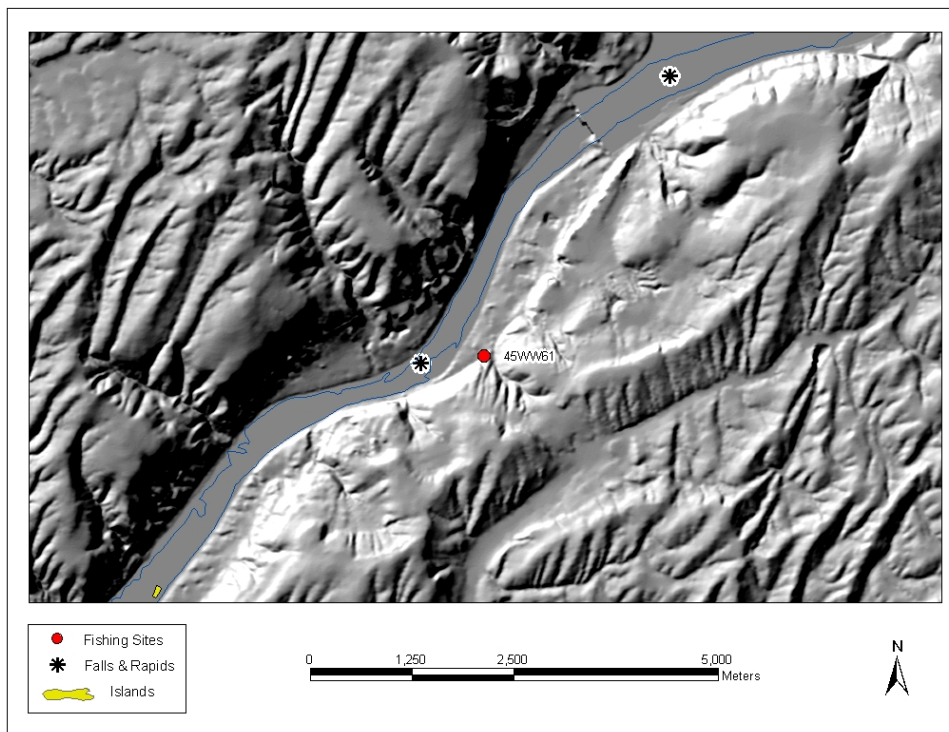 45WW61
Fishing Sites
Falls & Rapids
Islands
0 1,250 2,500 5,000
Meters
N